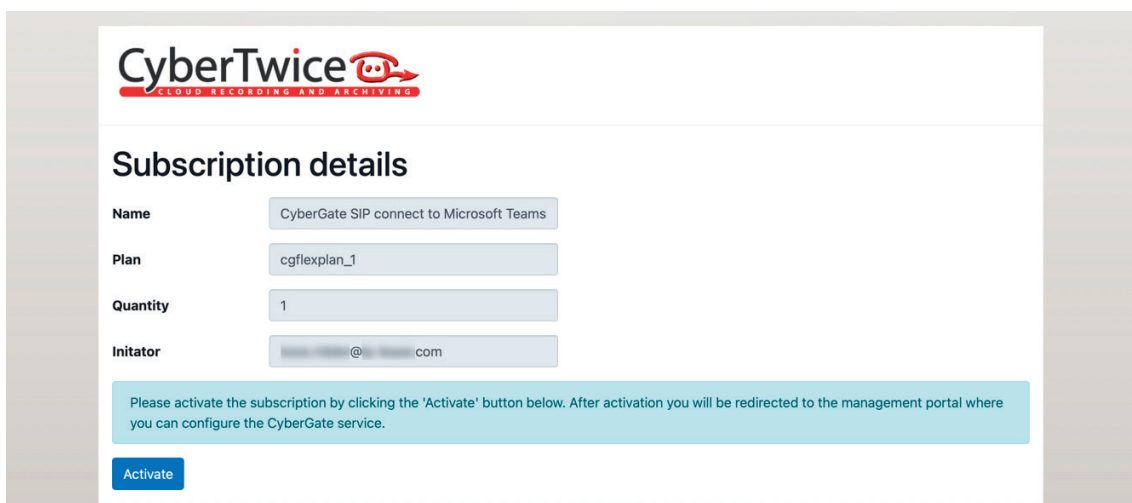 CyberTwice
CLOUD RECORDING AND ARCHIVING
Subscription details
Name
CyberGate SIP connect to Microsoft Teams
Plan
cgflexplan_1
Quantity
1
Initator
@ com
Please activate the subscription by clicking the 'Activate' button below. After activation you will be redirected to the management portal where
you can configure the CyberGate service.
Activate